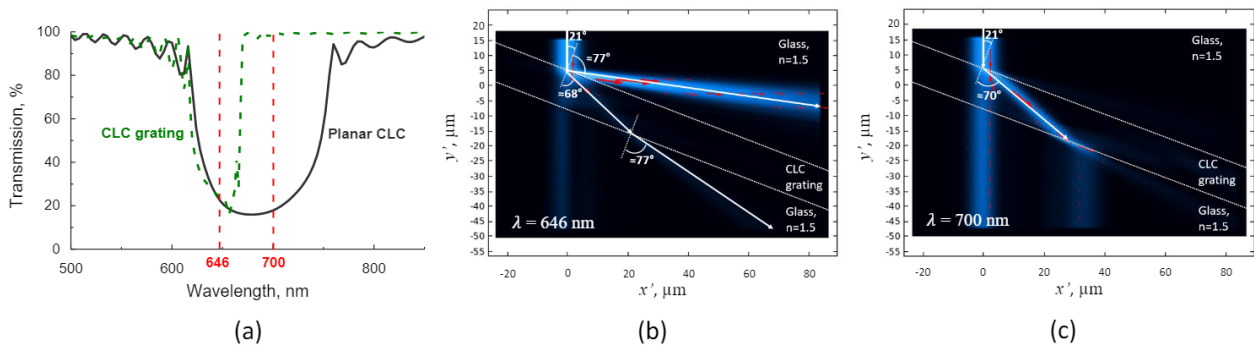 Transmission, %
100
80
60
40
20
0
CLC grating
Planar CLC
500
600
646
700
800
Wavelength, nm
(a)
y', µm
20
15
10
5
0
-5
-10
-15
-20
-25
-30
-35
-40
-45
-50
-55
21°
≈77°
≈68°
≈77°
Glass,
n=1.5
CLC
grating
Glass,
n=1.5
λ = 646 nm
-20
0
20
40
60
80
x', µm
(b)
y', µm
20
15
10
5
0
-5
-10
-15
-20
-25
-30
-35
-40
-45
-50
-55
21°
≈70°
Glass,
n=1.5
CLC
grating
Glass,
n=1.5
λ = 700 nm
-20
0
20
40
60
80
x', µm
(c)